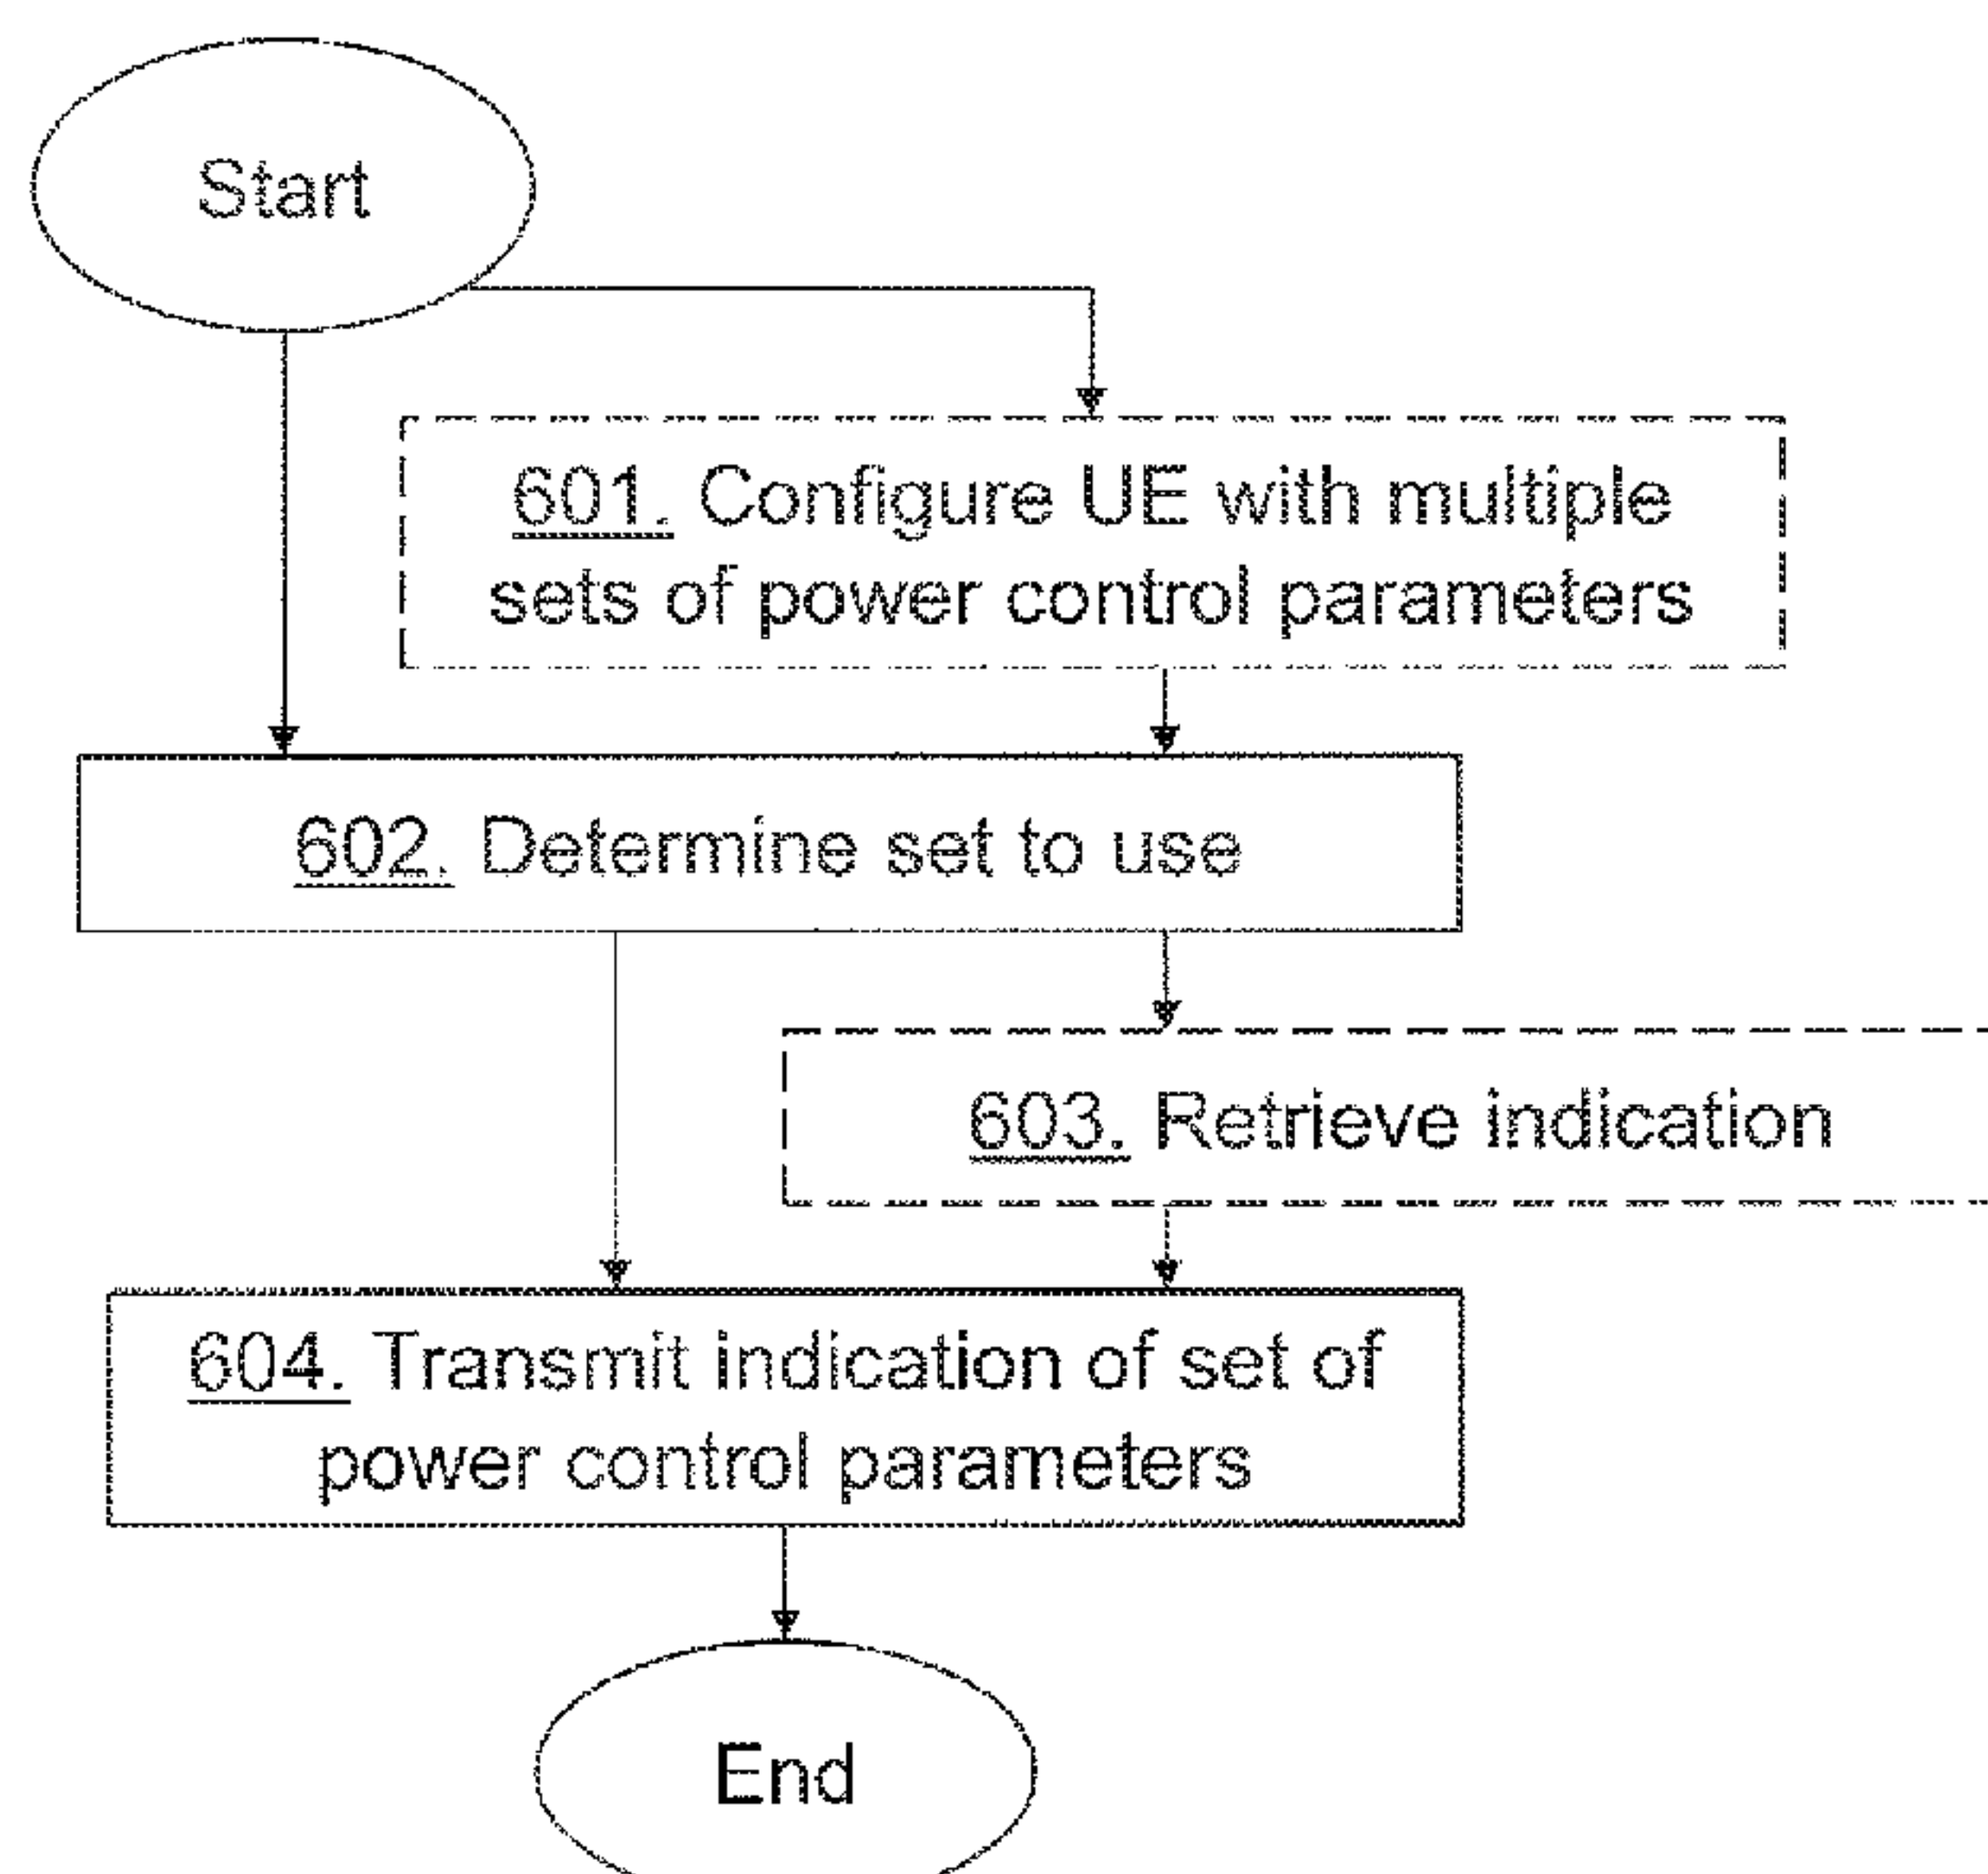 Start
601. Configure UE with multiple
sets of power control parameters
602. Determine set to use
603. Retrieve indication
604. Transmit indication of set of
power control parameters
End